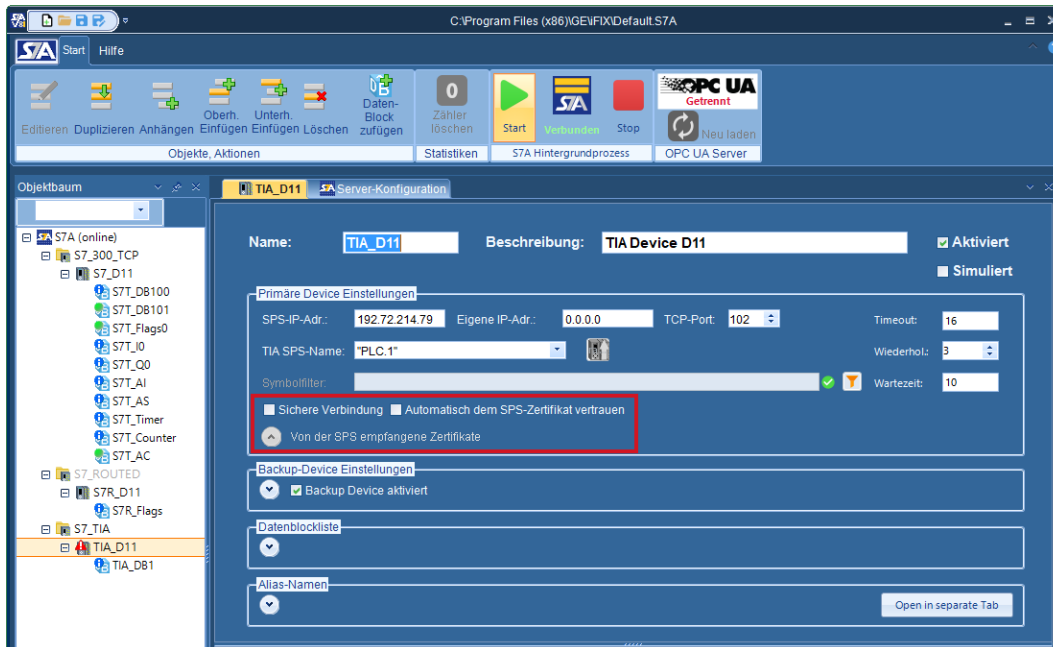 C:\Program Files (x86)\GE\iFIX\Default.S7A
S7A Start Hilfe
Editieren Duplizieren Anhängen Oberh. Einfügen Unterh. Einfügen Löschen Daten-Block zufügen
0 Zähler löschen
Start S7A Verbunden Stop
OPC UA Getrennt
Neu laden
Objekte, Aktionen Statistiken S7A Hintergrundprozess OPC UA Server
Objektbaum
TIA_D11 Server-Konfiguration
S7A (online)
S7_300_TCP
S7_D11
S7T_DB100
S7T_DB101
S7T_Flags0
S7T_I0
S7T_Q0
S7T_AI
S7T_AS
S7T_Timer
S7T_Counter
S7T_AC
S7_ROUTED
S7R_D11
S7R_Flags
S7_TIA
TIA_D11
TIA_DB1
Name: TIA_D11 Beschreibung: TIA Device D11 Aktiviert
Simuliert
Primäre Device Einstellungen
SPS-IP-Adr.: 192.72.214.79 Eigene IP-Adr.: 0.0.0.0 TCP-Port: 102 Timeout: 16
TIA SPS-Name: "PLC.1" Wiederhol.: 3
Symbolfilter: Wartezeit: 10
Sichere Verbindung Automatisch dem SPS-Zertifikat vertrauen
Von der SPS empfangene Zertifikate
Backup-Device Einstellungen
Backup Device aktiviert
Datenblockliste
Alias-Namen
Open in separate Tab